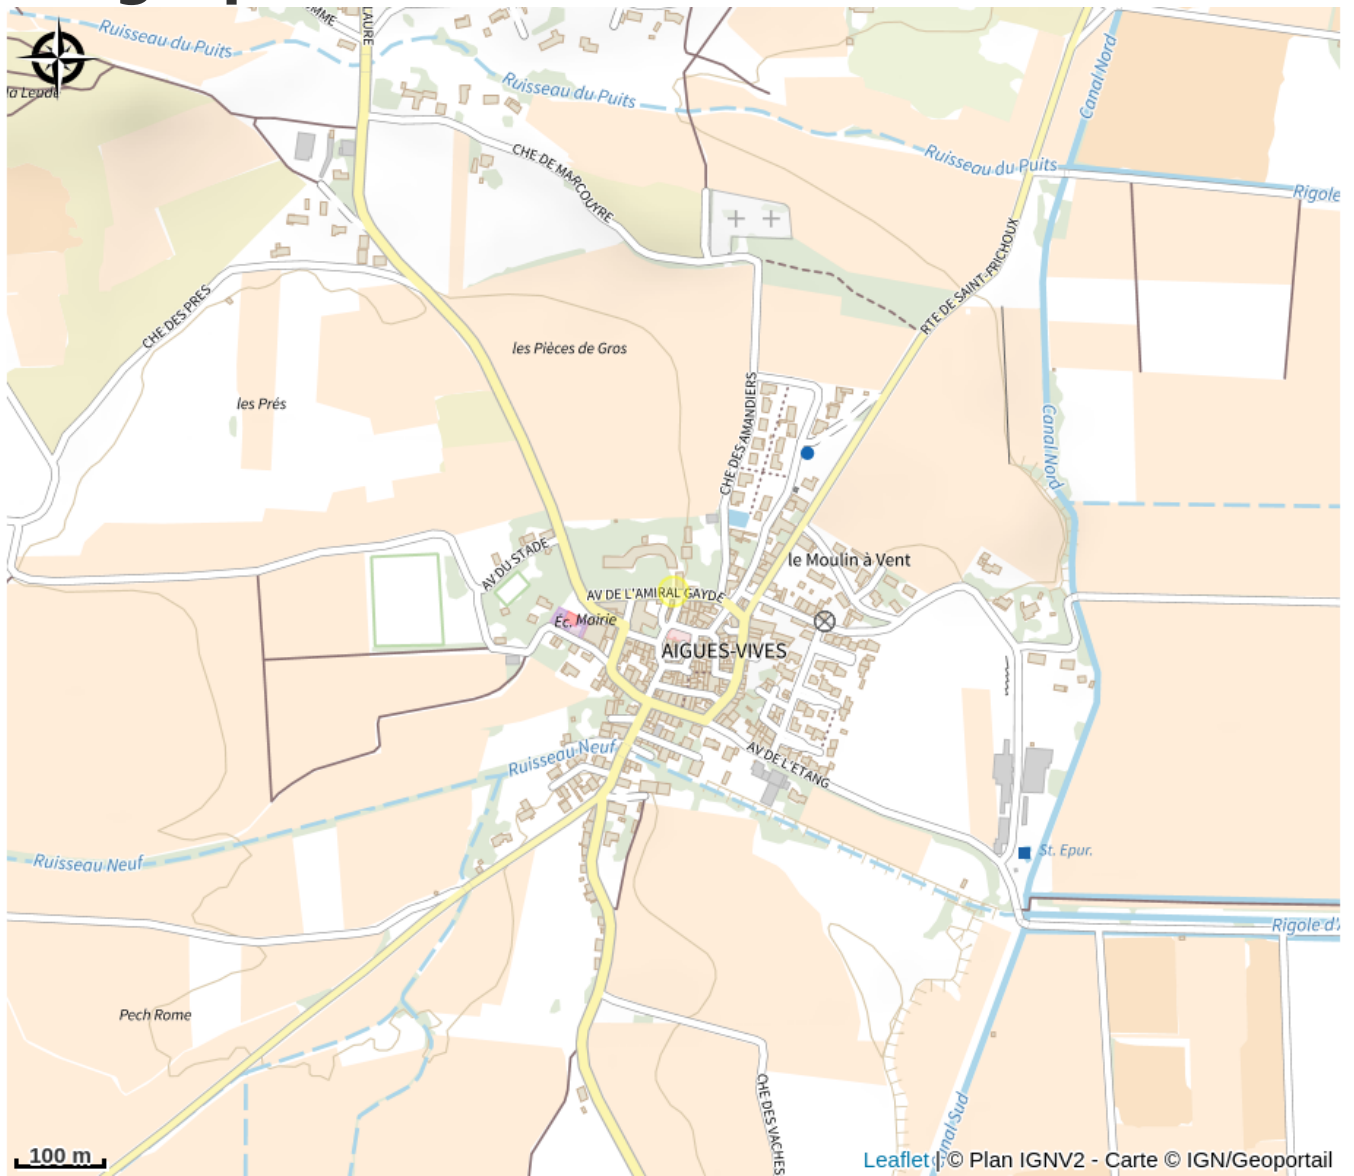 Ruisseau du Puits
LAURE
Canal Nord
la Leude
Ruisseau du Puits
CHE DE MARCOUYRE
Ruisseau du Puits
Rigole
RTE DE SAINT-FRICHOUX
CHE DES PRES
les Pièces de Gros
les Prés
CHE DES AMANDIERS
Canal Nord
AV DU STADE
le Moulin à Vent
AV DE L'AMIRAL GAYDE
Éc. Mairie
AIGUES-VIVES
Ruisseau Neuf
AV DE L'ETANG
Ruisseau Neuf
St. Epur.
Rigole d'A
Pech Rome
CHE DES VACHES
Canal Sud
100 m
Leaflet | © Plan IGNV2 - Carte © IGN/Geoportail